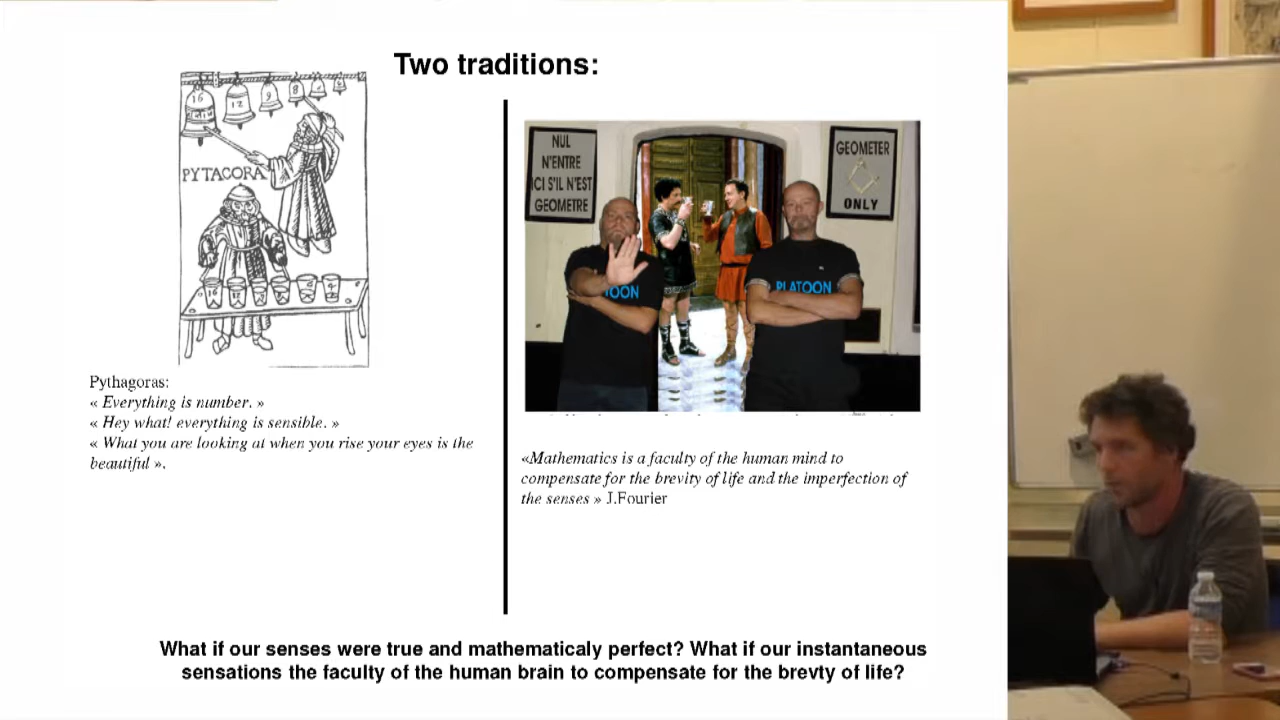 Two traditions:
16
12
9
8
6
PYTACORA
16
Pythagoras:
« Everything is number. »
« Hey what! everything is sensible. »
« What you are looking at when you rise your eyes is the
beautiful ».
NUL
N'ENTRE
ICI S'IL N'EST
GEOMETRE
GEOMETER
ONLY
OON
PLATOON
«Mathematics is a faculty of the human mind to
compensate for the brevity of life and the imperfection of
the senses » J.Fourier
What if our senses were true and mathematicaly perfect? What if our instantaneous
sensations the faculty of the human brain to compensate for the brevty of life?